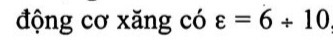 động cơ xăng có ε = 6 ÷ 10,